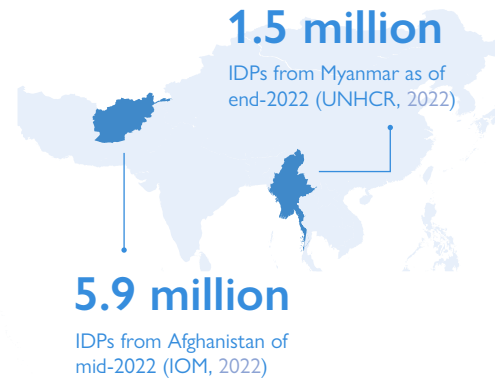 1.5 million
IDPs from Myanmar as of
end-2022 (UNHCR, 2022)
5.9 million
IDPs from Afghanistan of
mid-2022 (IOM, 2022)